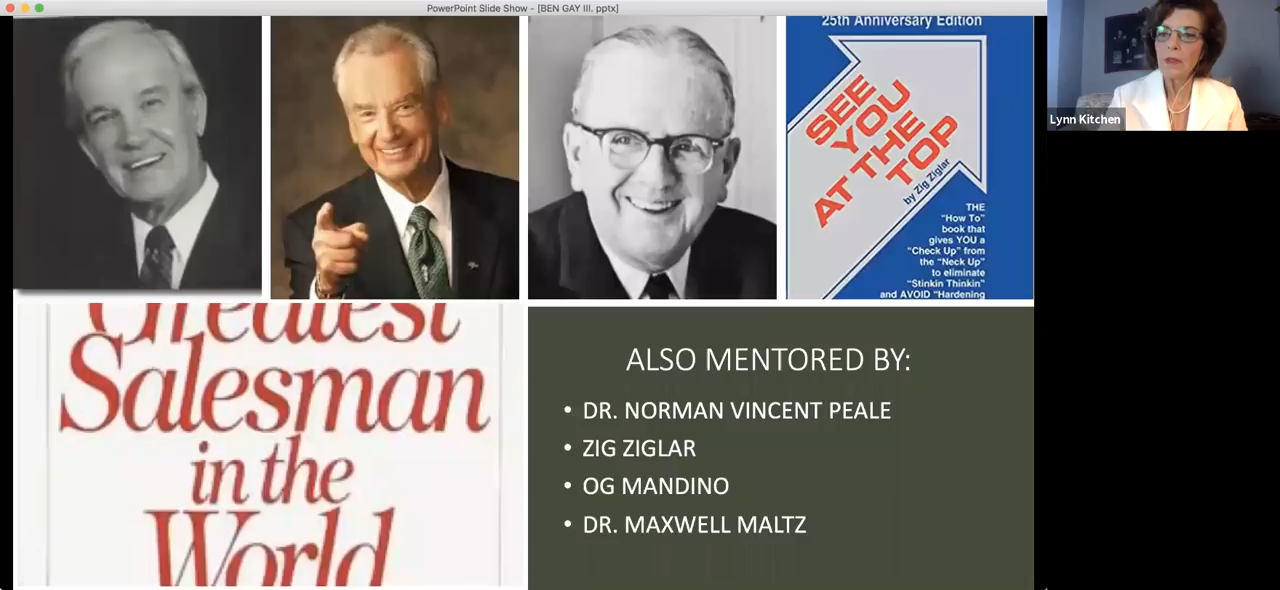 PowerPoint Slide Show - [BEN GAY III. pptx]
25th Anniversary Edition
SEE
YOU
AT THE
TOP
by Zig Ziglar
THE
"How To"
book that
gives YOU a
"Check Up" from
the "Neck Up"
to eliminate
"Stinkin Thinkin"
and AVOID "Hardening
Lynn Kitchen
Greatest
Salesman
in the
World
ALSO MENTORED BY:
• DR. NORMAN VINCENT PEALE
• ZIG ZIGLAR
• OG MANDINO
• DR. MAXWELL MALTZ